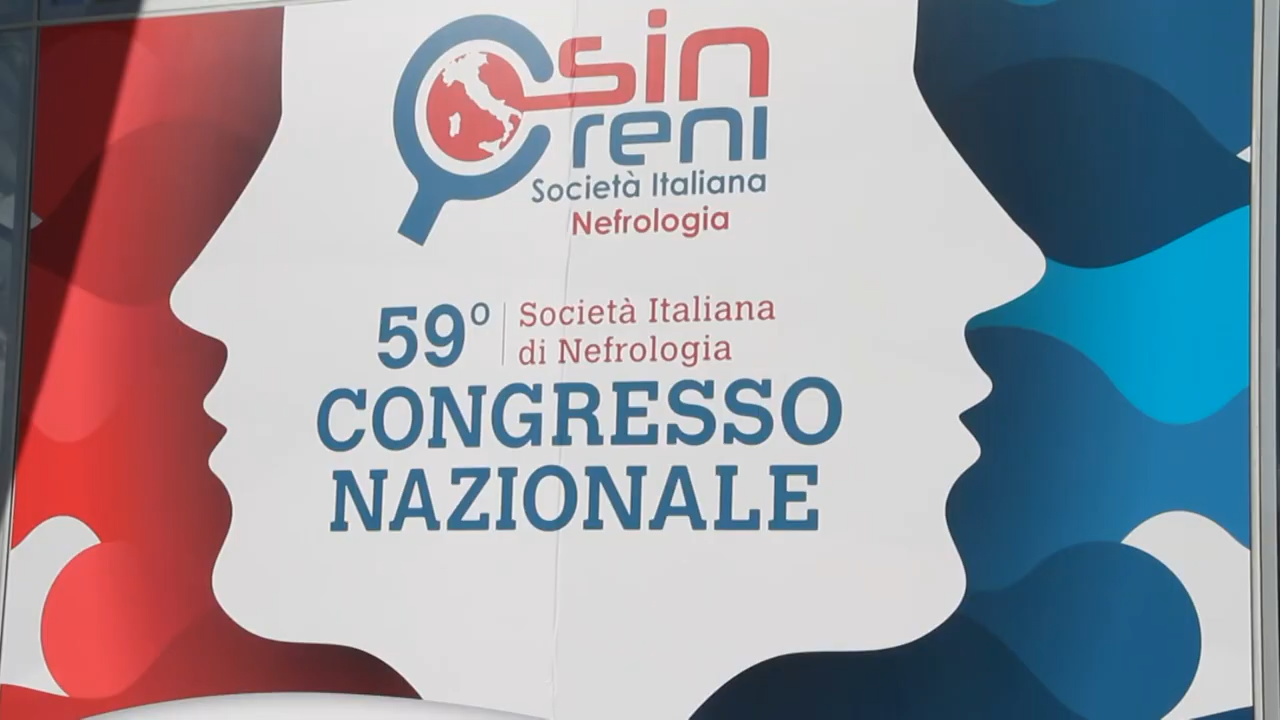 sin
reni
Società Italiana
Nefrologia
59° Società Italiana
di Nefrologia
CONGRESSO
NAZIONALE